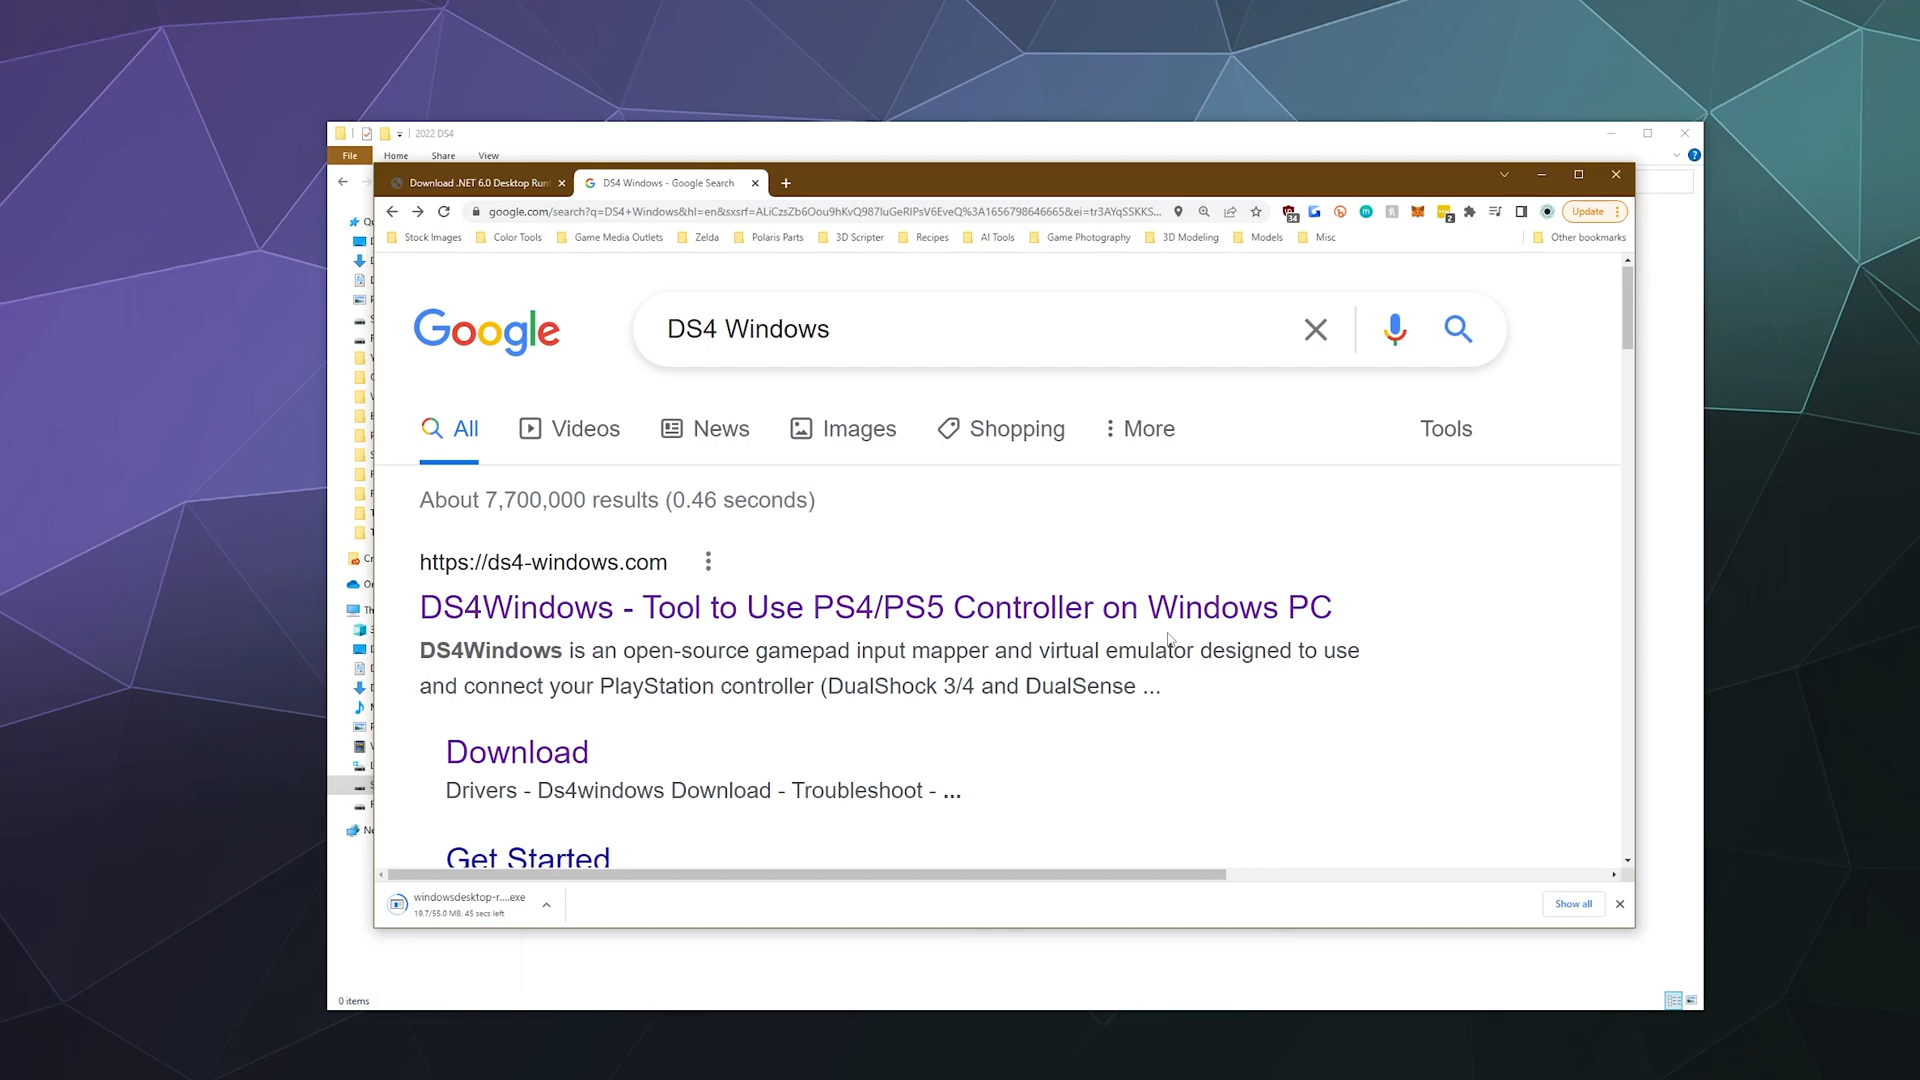 2022 DS4
File Home Share View
Download .NET 6.0 Desktop Run
DS4 Windows - Google Search
google.com/search?q=DS4+Windows&hl=en&sxsrf=ALiCzsZb6Oou9hKvQ987IuGeRIPsV6EveQ%3A1656798646665&ei=tr3AYqSSKKS...
34
2
Update
Stock Images Color Tools Game Media Outlets Zelda Polaris Parts 3D Scripter Recipes AI Tools Game Photography 3D Modeling Models Misc Other bookmarks
Google
DS4 Windows
All Videos News Images Shopping More Tools
About 7,700,000 results (0.46 seconds)
https://ds4-windows.com
DS4Windows - Tool to Use PS4/PS5 Controller on Windows PC
DS4Windows is an open-source gamepad input mapper and virtual emulator designed to use
and connect your PlayStation controller (DualShock 3/4 and DualSense ...
Download
Drivers - Ds4windows Download - Troubleshoot - ...
Get Started
windowsdesktop-r....exe
19.7/55.0 MB, 45 secs left
Show all
0 items